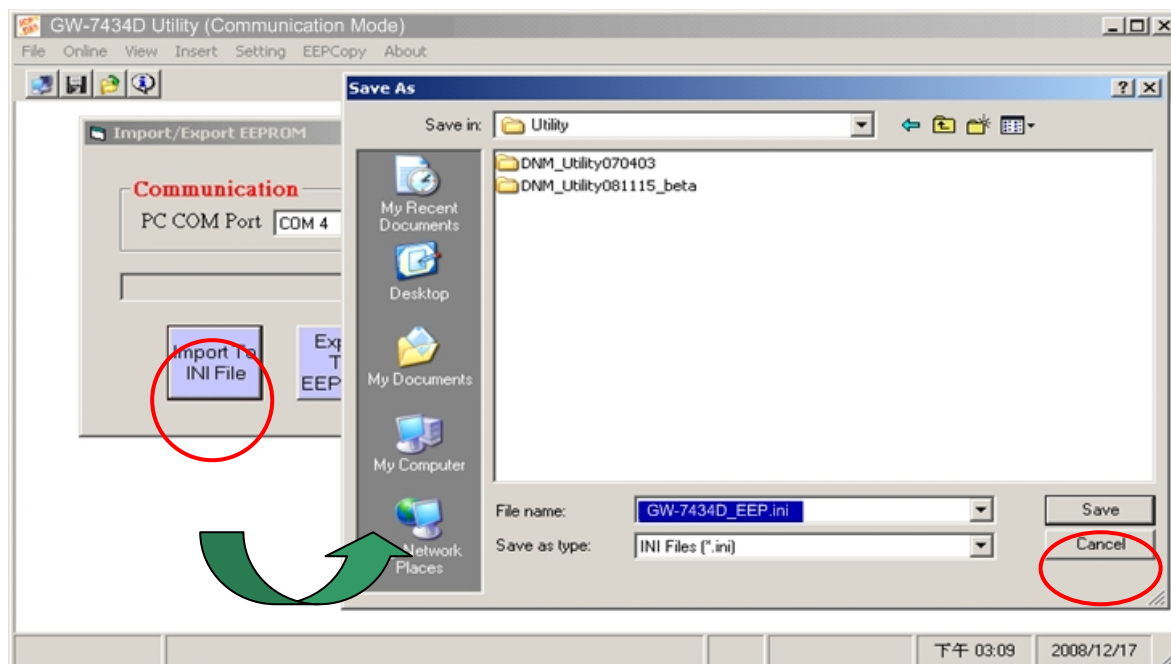 GW-7434D Utility (Communication Mode)
File Online View Insert Setting EEPCopy About
Save As
Save in: Utility
DNM_Utility070403
DNM_Utility081115_beta
My Recent
Documents
Desktop
My Documents
My Computer
Network
Places
File name: GW-7434D_EEP.ini Save
Save as type: INI Files (*.ini) Cancel
Import/Export EEPROM
Communication
PC COM Port COM 4
Import To
INI File
Exp
T
EEP
下午 03:09 2008/12/17